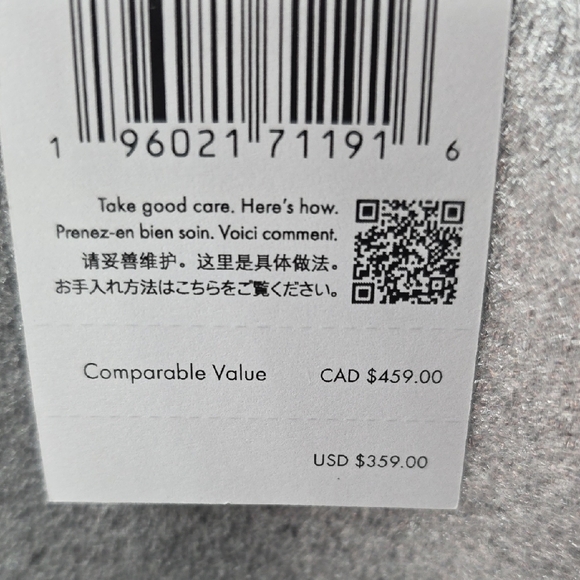 1 96021 71191 6
Take good care. Here's how.
Prenez-en bien soin. Voici comment.
请妥善维护。这里是具体做法。
お手入れ方法はこちらをご覧ください。
Comparable Value CAD $459.00
USD $359.00